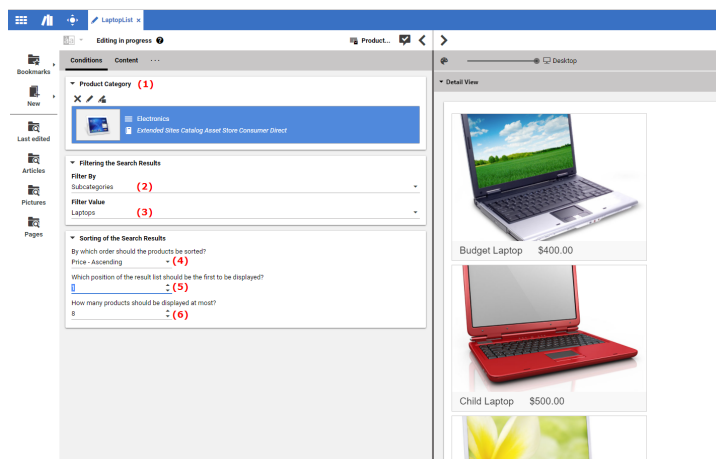 LaptopList ×
Editing in progress
Product...
Bookmarks
New
Last edited
Articles
Pictures
Pages
Conditions
Content
...
Product Category (1)
Electronics
Extended Sites Catalog Asset Store Consumer Direct
Filtering the Search Results
Filter By
Subcategories (2)
Filter Value
Laptops (3)
Sorting of the Search Results
By which order should the products be sorted?
Price - Ascending (4)
Which position of the result list should be the first to be displayed?
1 (5)
How many products should be displayed at most?
8 (6)
Desktop
Detail View
Budget Laptop $400.00
Child Laptop $500.00